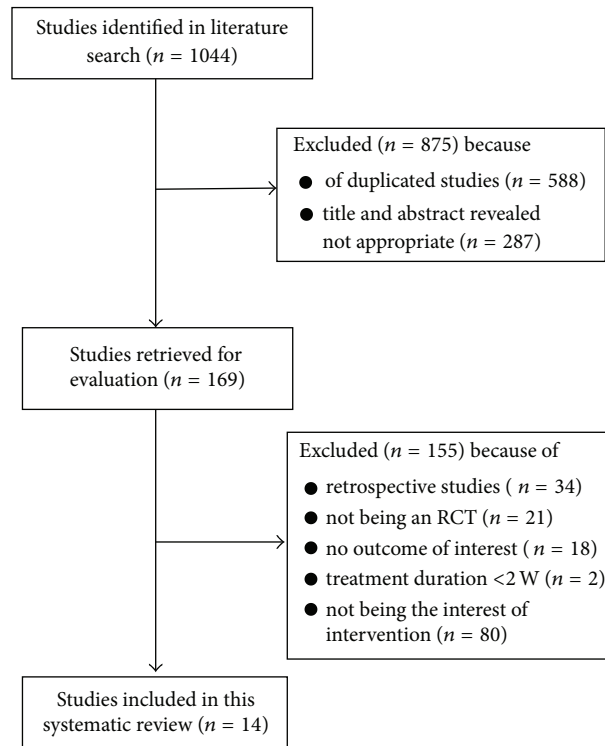 Studies identified in literature
search (n = 1044)
Excluded (n = 875) because
● of duplicated studies (n = 588)
● title and abstract revealed
not appropriate (n = 287)
Studies retrieved for
evaluation (n = 169)
Excluded (n = 155) because of
● retrospective studies ( n = 34)
● not being an RCT (n = 21)
● no outcome of interest ( n = 18)
● treatment duration <2 W (n = 2)
● not being the interest of
intervention (n = 80)
Studies included in this
systematic review (n = 14)